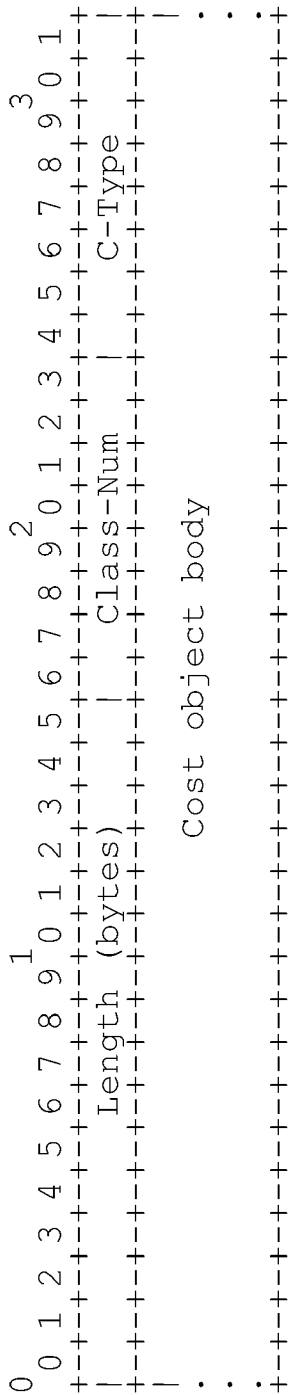 0                   1                   2                   3
 0 1 2 3 4 5 6 7 8 9 0 1 2 3 4 5 6 7 8 9 0 1 2 3 4 5 6 7 8 9 0 1
+-+-+-+-+-+-+-+-+-+-+-+-+-+-+-+-+-+-+-+-+-+-+-+-+-+-+-+-+-+-+-+-+
|            Length (bytes)     |   Class-Num   |    C-Type     |
+-+-+-+-+-+-+-+-+-+-+-+-+-+-+-+-+-+-+-+-+-+-+-+-+-+-+-+-+-+-+-+-+
|                                                               |
.                         Cost object body                      .
.                                                               .
.                                                               .
+-+-+-+-+-+-+-+-+-+-+-+-+-+-+-+-+-+-+-+-+-+-+-+-+-+-+-+-+-+-+-+-+